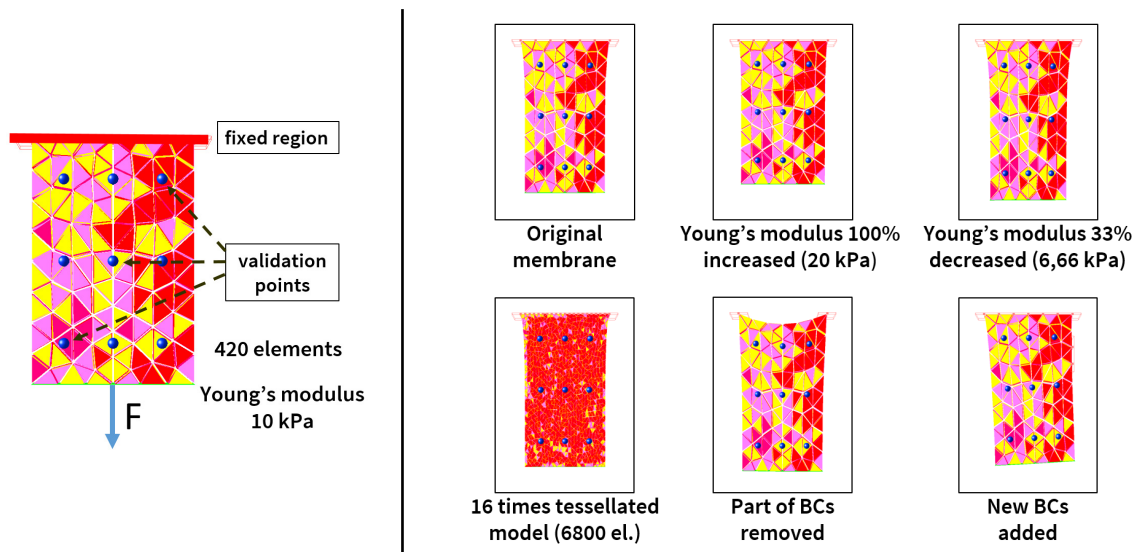 fixed region
validation
points
420 elements
Young's modulus
10 kPa
F
Original
membrane
Young's modulus 100%
increased (20 kPa)
Young's modulus 33%
decreased (6,66 kPa)
16 times tessellated
model (6800 el.)
Part of BCs
removed
New BCs
added